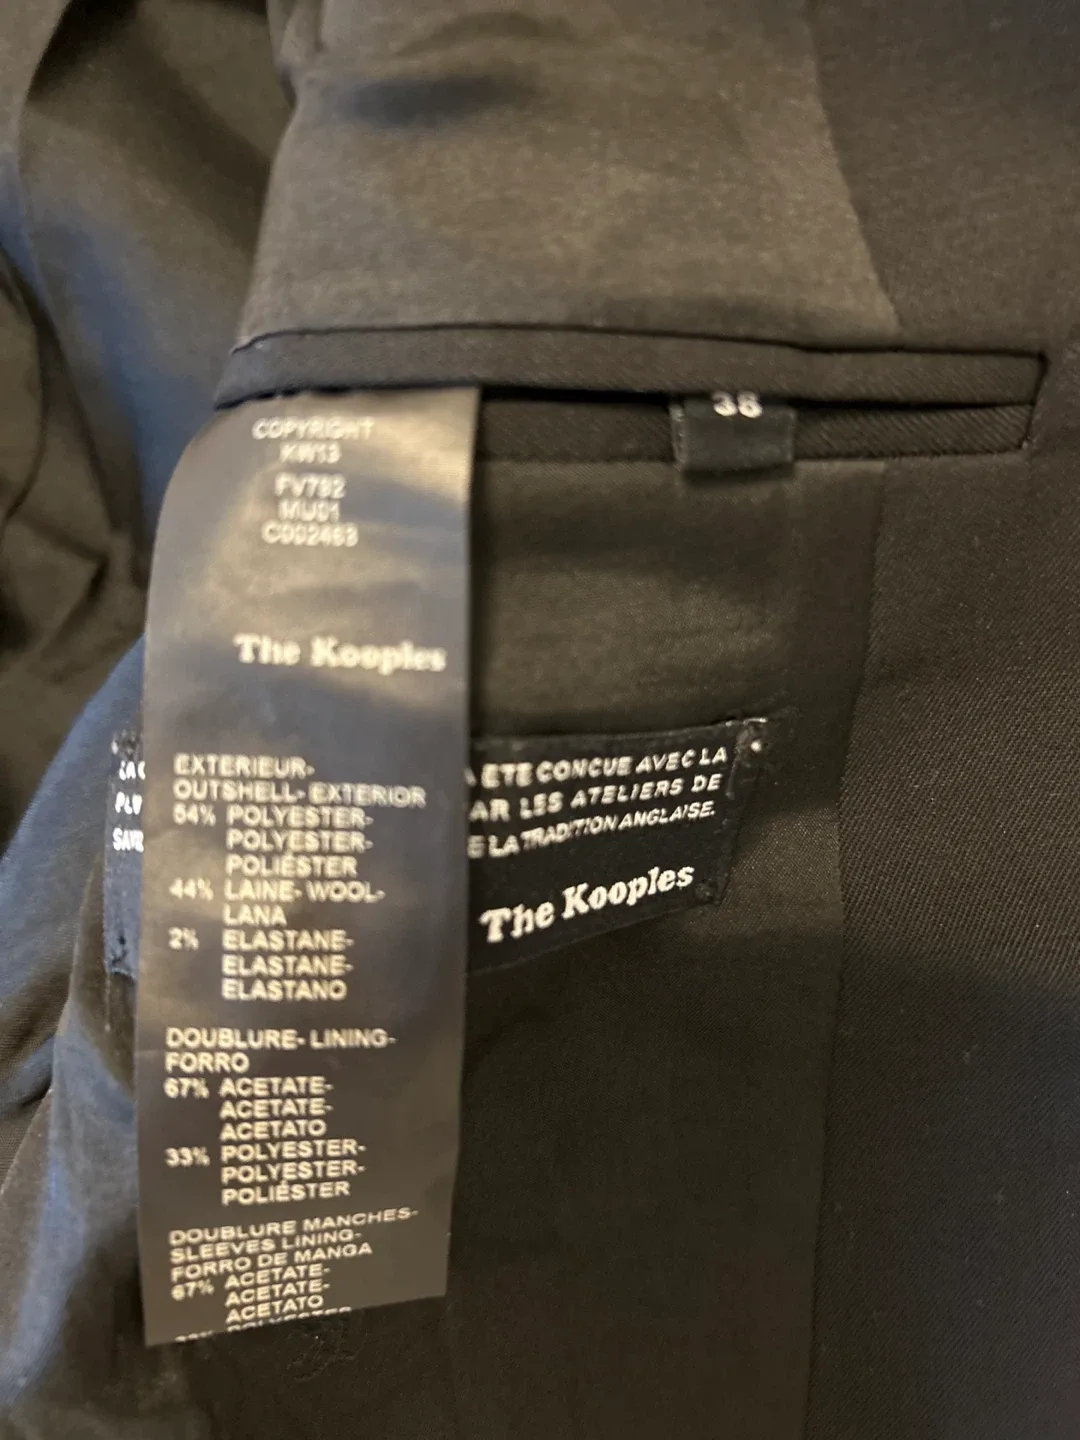 38
COPYRIGHT
KW13
FV792
MU01
C002463
The Kooples
EXTERIEUR-
OUTSHELL- EXTERIOR
54% POLYESTER-
POLYESTER-
POLIÉSTER
44% LAINE- WOOL-
LANA
2% ELASTANE-
ELASTANE-
ELASTANO
DOUBLURE- LINING-
FORRO
67% ACETATE-
ACETATE-
ACETATO
33% POLYESTER-
POLYESTER-
POLIÉSTER
DOUBLURE MANCHES-
SLEEVES LINING-
FORRO DE MANGA
67% ACETATE-
ACETATE-
ACETATO
ETE CONCUE AVEC LA
LES ATELIERS DE
LA TRADITION ANGLAISE.
The Kooples